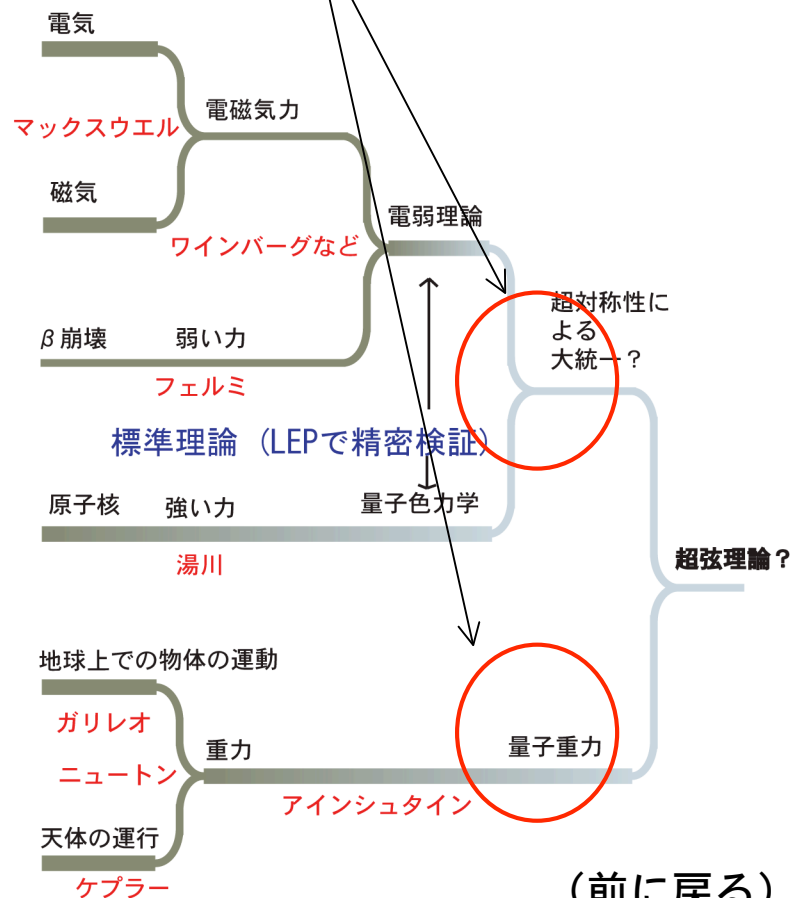 電気
マックスウエル
電磁気力
磁気
ワインバーグなど
電弱理論
超対称性に
よる
大統一？
β崩壊
弱い力
フェルミ
標準理論（LEPで精密検証）
原子核
強い力
量子色力学
湯川
超弦理論？
地球上での物体の運動
ガリレオ
ニュートン
重力
量子重力
アインシュタイン
天体の運行
ケプラー
（前に戻る）